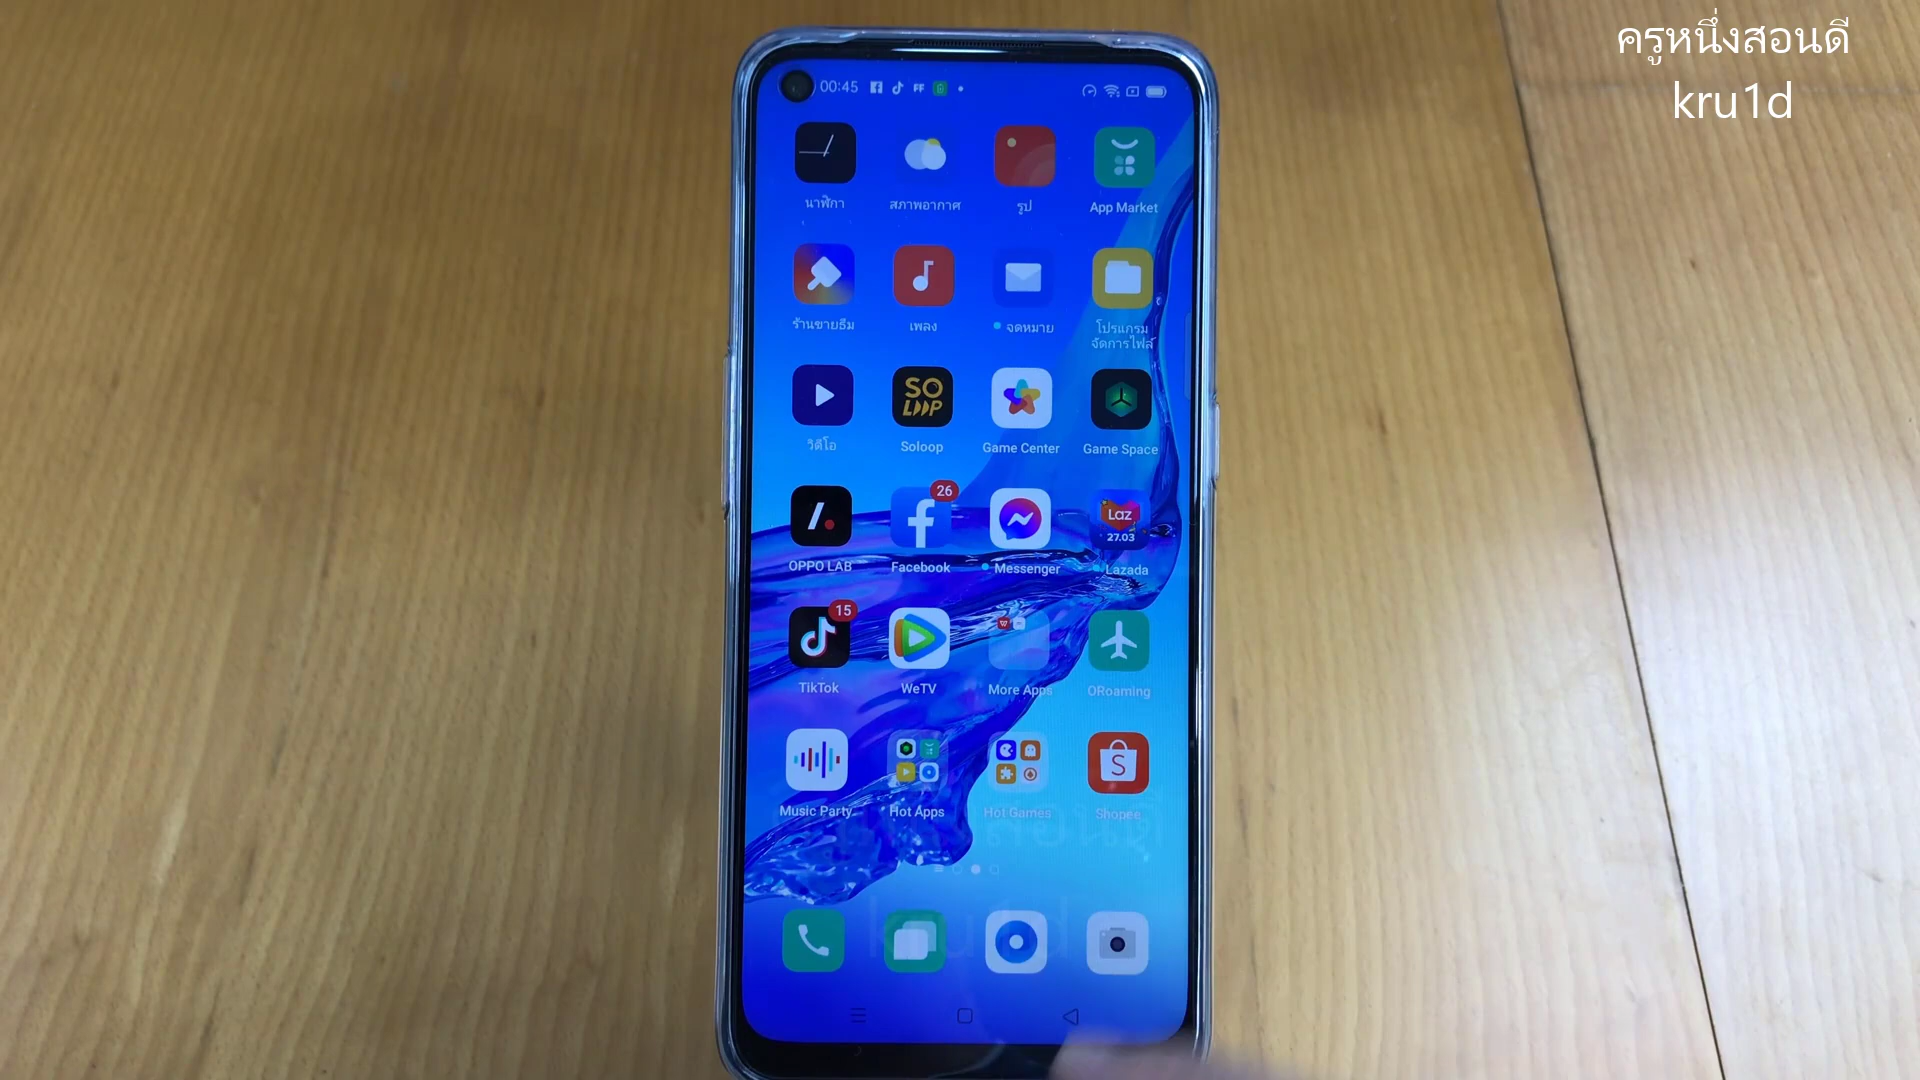 ครูหนึ่งสอนดี
kru1d
00:45
FF
นาฬิกา
สภาพอากาศ
รูป
App Market
ร้านขายธีม
เพลง
จดหมาย
โปรแกรม
จัดการไฟล์
SO
LOOP
วิดีโอ
Soloop
Game Center
Game Space
26
Laz
27.03
OPPO LAB
Facebook
Messenger
Lazada
15
TikTok
WeTV
More Apps
ORoaming
S
Music Party
Hot Apps
Hot Games
Shopee